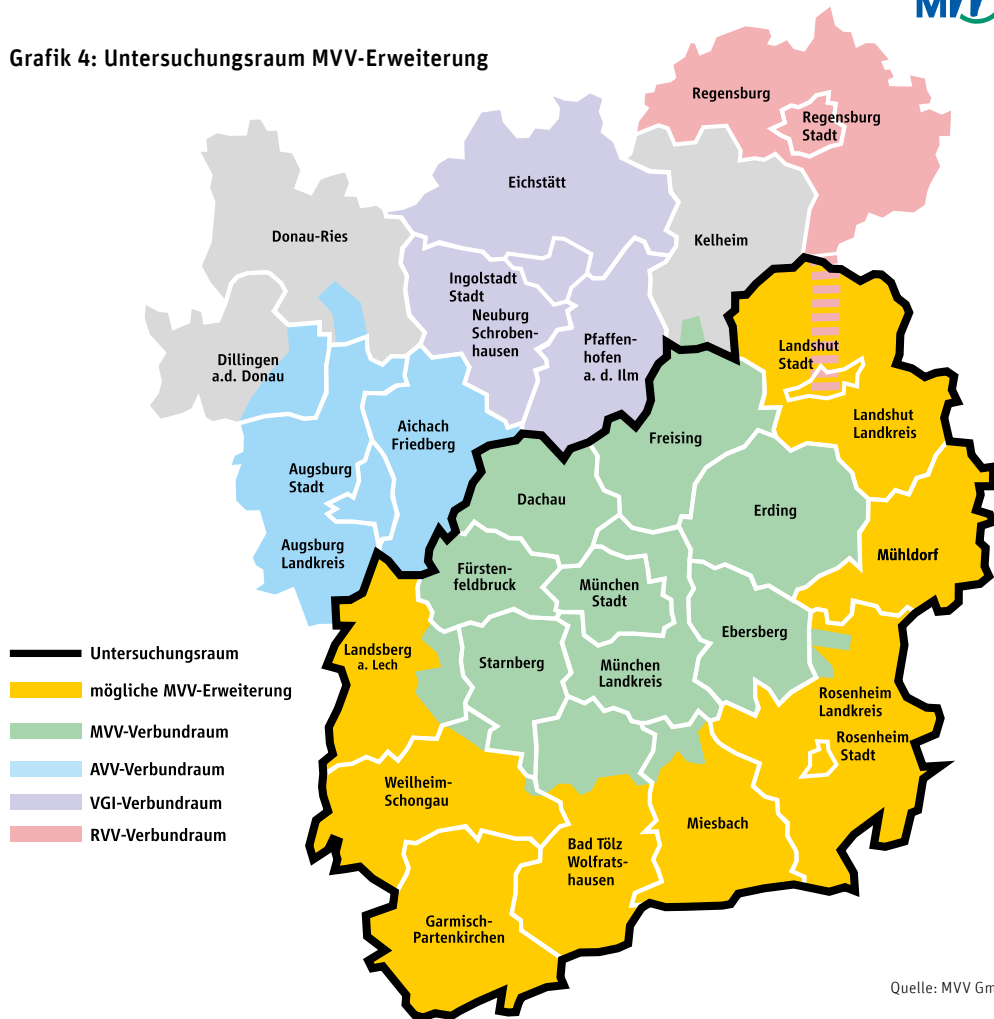 Grafik 4: Untersuchungsraum MVV-Erweiterung
Regensburg
Regensburg
Stadt
Eichstätt
Donau-Ries
Kelheim
Ingolstadt
Stadt
Neuburg
Schroben-
hausen
Pfaffen-
hofen
a. d. Ilm
Dillingen
a.d. Donau
Landshut
Stadt
Landshut
Landkreis
Aichach
Friedberg
Freising
Augsburg
Stadt
Dachau
Erding
Augsburg
Landkreis
Mühldorf
Fürsten-
feldbruck
München
Stadt
Ebersberg
Landsberg
a. Lech
Starnberg
München
Landkreis
Rosenheim
Landkreis
Rosenheim
Stadt
Weilheim-
Schongau
Miesbach
Bad Tölz
Wolfrats-
hausen
Garmisch-
Partenkirchen
Untersuchungsraum
mögliche MVV-Erweiterung
MVV-Verbundraum
AVV-Verbundraum
VGI-Verbundraum
RVV-Verbundraum
Quelle: MVV Gm